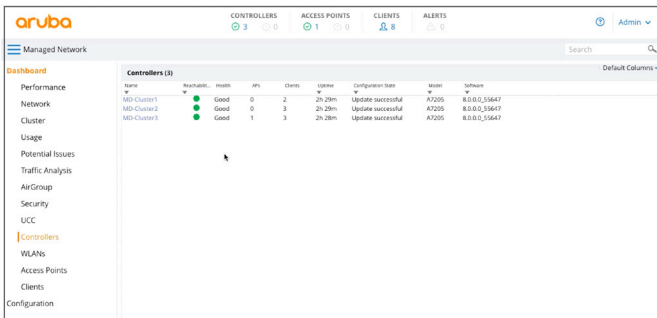 aruba
CONTROLLERS ACCESS POINTS CLIENTS ALERTS
3 0 1 0 8 0
Admin
Managed Network Search
Dashboard
Default Columns
Controllers (3)
Name Reachabilit... Health APs Clients Uptime Configuration State Model Software
MD-Cluster1 Good 0 2 2h 29m Update successful A7205 8.0.0.0_55647
MD-Cluster2 Good 0 3 2h 29m Update successful A7205 8.0.0.0_55647
MD-Cluster3 Good 1 3 2h 28m Update successful A7205 8.0.0.0_55647
Performance
Network
Cluster
Usage
Potential Issues
Traffic Analysis
AirGroup
Security
UCC
Controllers
WLANs
Access Points
Clients
Configuration